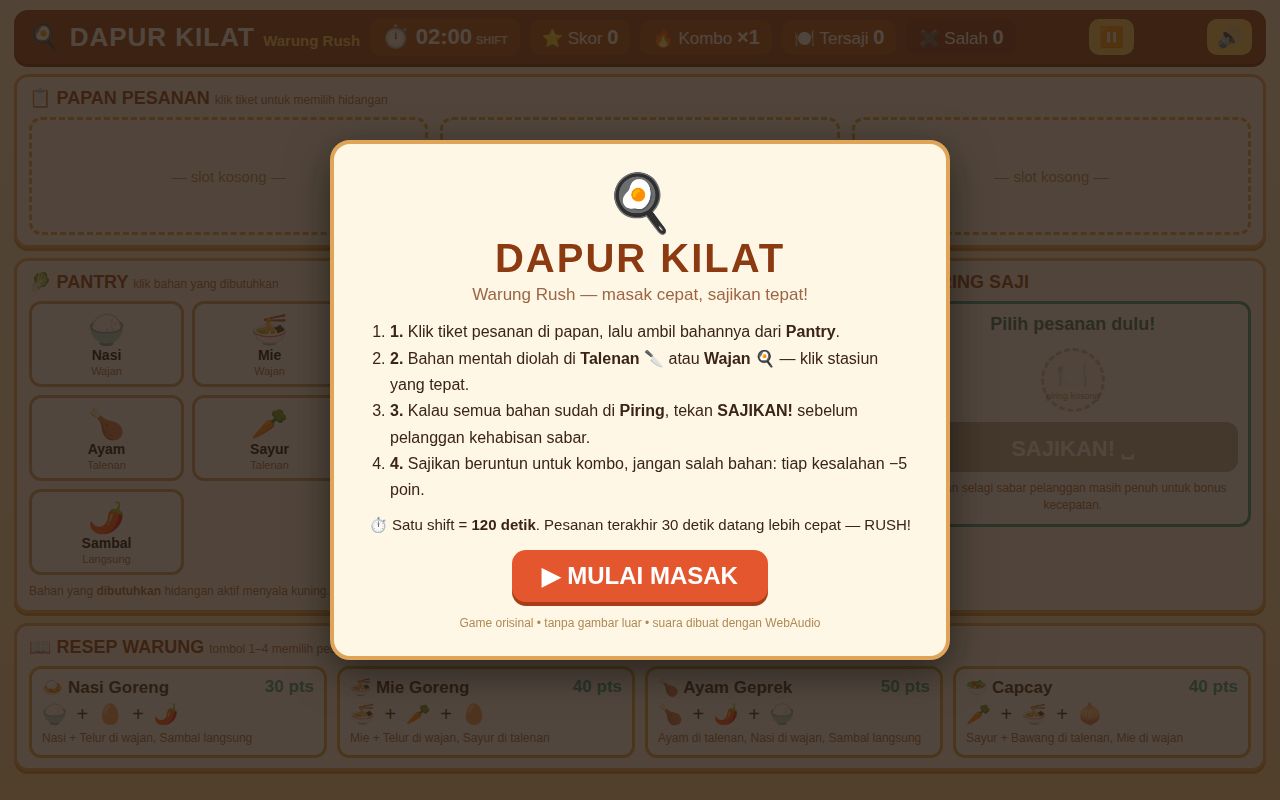 DAPUR KILAT Warung Rush 02:00 SHIFT Skor 0 Kombo ×1 Tersaji 0 Salah 0
PAPAN PESANAN klik tiket untuk memilih hidangan
— slot kosong — — slot kosong —
DAPUR KILAT
Warung Rush — masak cepat, sajikan tepat!
1. 1. Klik tiket pesanan di papan, lalu ambil bahannya dari Pantry.
2. 2. Bahan mentah diolah di Talenan 🔪 atau Wajan 🍳 — klik stasiun
yang tepat.
3. 3. Kalau semua bahan sudah di Piring, tekan SAJIKAN! sebelum
pelanggan kehabisan sabar.
4. 4. Sajikan beruntun untuk kombo, jangan salah bahan: tiap kesalahan −5
poin.
⏱️ Satu shift = 120 detik. Pesanan terakhir 30 detik datang lebih cepat — RUSH!
▶ MULAI MASAK
Game orisinal • tanpa gambar luar • suara dibuat dengan WebAudio
PANTRY klik bahan yang dibutuhkan
Nasi
Wajan
Mie
Wajan
Ayam
Talenan
Sayur
Talenan
Sambal
Langsung
Bahan yang dibutuhkan hidangan aktif menyala kuning.
SAJI
Pilih pesanan dulu!
piring kosong
SAJIKAN! ␣
selagi sabar pelanggan masih penuh untuk bonus
kecepatan.
RESEP WARUNG tombol 1–4 memilih
Nasi Goreng 30 pts
+ +
Nasi + Telur di wajan, Sambal langsung
Mie Goreng 40 pts
+ +
Mie + Telur di wajan, Sayur di talenan
Ayam Geprek 50 pts
+ +
Ayam di talenan, Nasi di wajan, Sambal langsung
Capcay 40 pts
+ +
Sayur + Bawang di talenan, Mie di wajan